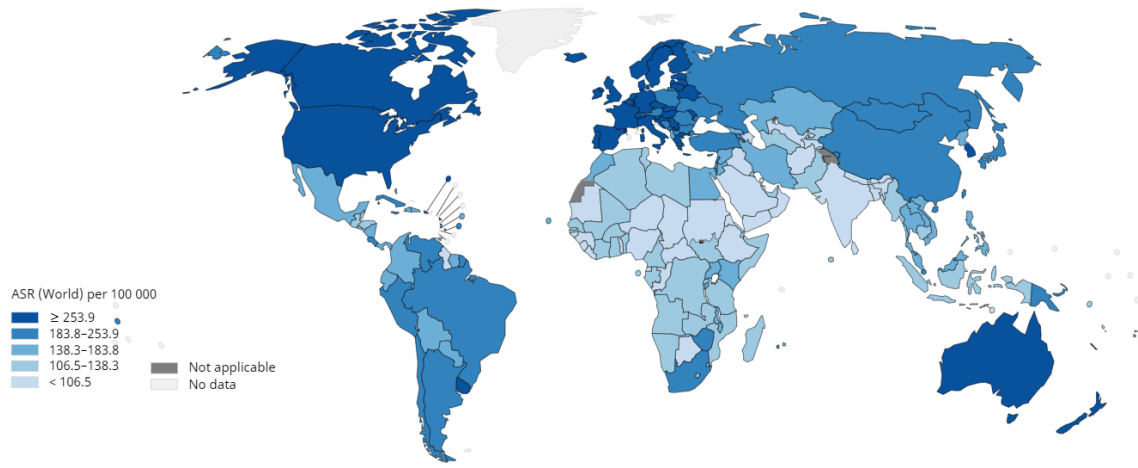 ASR (World) per 100 000
≥ 253.9
183.8–253.9
138.3–183.8
106.5–138.3
< 106.5
Not applicable
No data